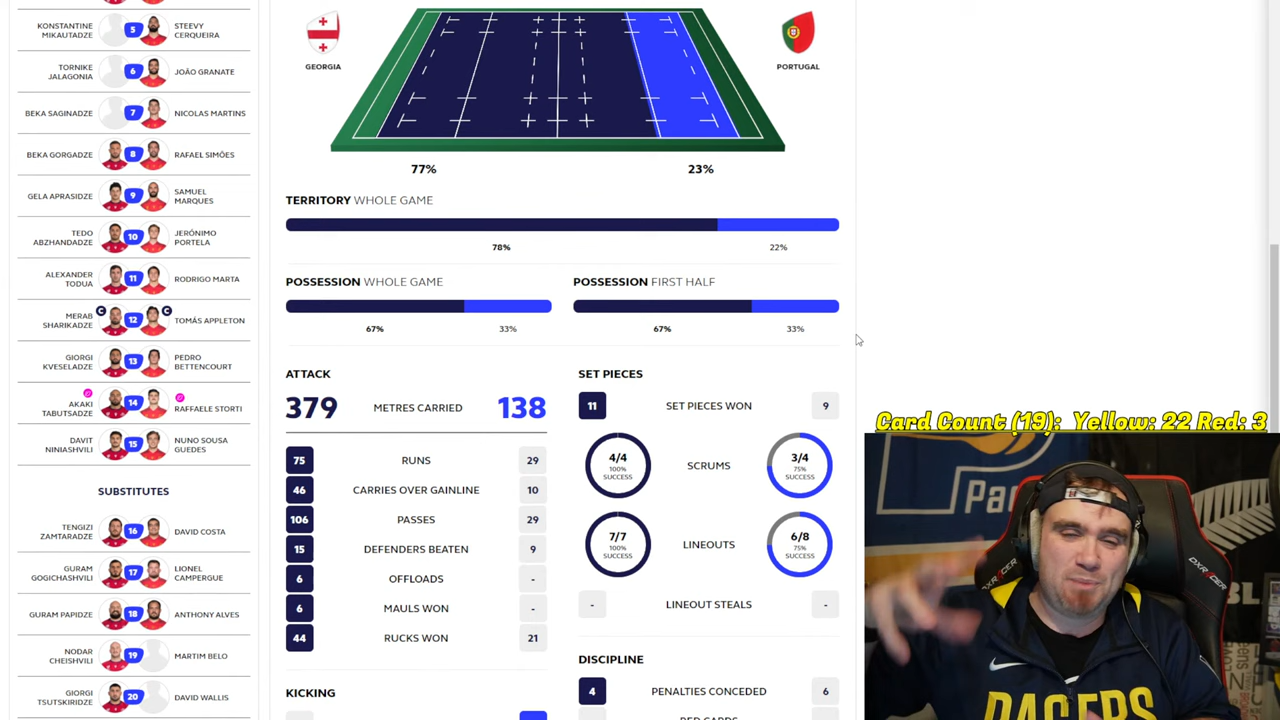 KONSTANTINE
MIKAUTADZE
5
STEEVY
CERQUEIRA
TORNIKE
JALAGONIA
6
JOÃO GRANATE
BEKA SAGINADZE
7
NICOLAS MARTINS
BEKA GORGADZE
8
RAFAEL SIMÕES
GELA APRASIDZE
9
SAMUEL
MARQUES
TEDO
ABZHANDADZE
10
JERÓNIMO
PORTELA
ALEXANDER
TODUA
11
RODRIGO MARTA
MERAB
SHARIKADZE
C
12
C
TOMÁS APPLETON
GIORGI
KVESELADZE
13
PEDRO
BETTENCOURT
AKAKI
TABUTSADZE
14
RAFFAELE STORTI
DAVIT
NINIASHVILI
15
NUNO SOUSA
GUEDES
SUBSTITUTES
TENGIZI
ZAMTARADZE
16
DAVID COSTA
GURAM
GOGICHASHVILI
17
LIONEL
CAMPERGUE
GURAM PAPIDZE
18
ANTHONY ALVES
NODAR
CHEISHVILI
19
MARTIM BELO
GIORGI
TSUTSKIRIDZE
20
DAVID WALLIS
GEORGIA
PORTUGAL
77%
23%
TERRITORY WHOLE GAME
78%
22%
POSSESSION WHOLE GAME
67%
33%
POSSESSION FIRST HALF
67%
33%
ATTACK
379 METRES CARRIED 138
75 RUNS 29
46 CARRIES OVER GAINLINE 10
106 PASSES 29
15 DEFENDERS BEATEN 9
6 OFFLOADS -
6 MAULS WON -
44 RUCKS WON 21
KICKING
SET PIECES
11 SET PIECES WON 9
4/4
100%
SUCCESS
SCRUMS
3/4
75%
SUCCESS
7/7
100%
SUCCESS
LINEOUTS
6/8
75%
SUCCESS
- LINEOUT STEALS -
DISCIPLINE
4 PENALTIES CONCEDED 6
RED CARDS
Card Count (19): Yellow: 22 Red: 3
Pa
DXRACER
DXRACER
PACERS